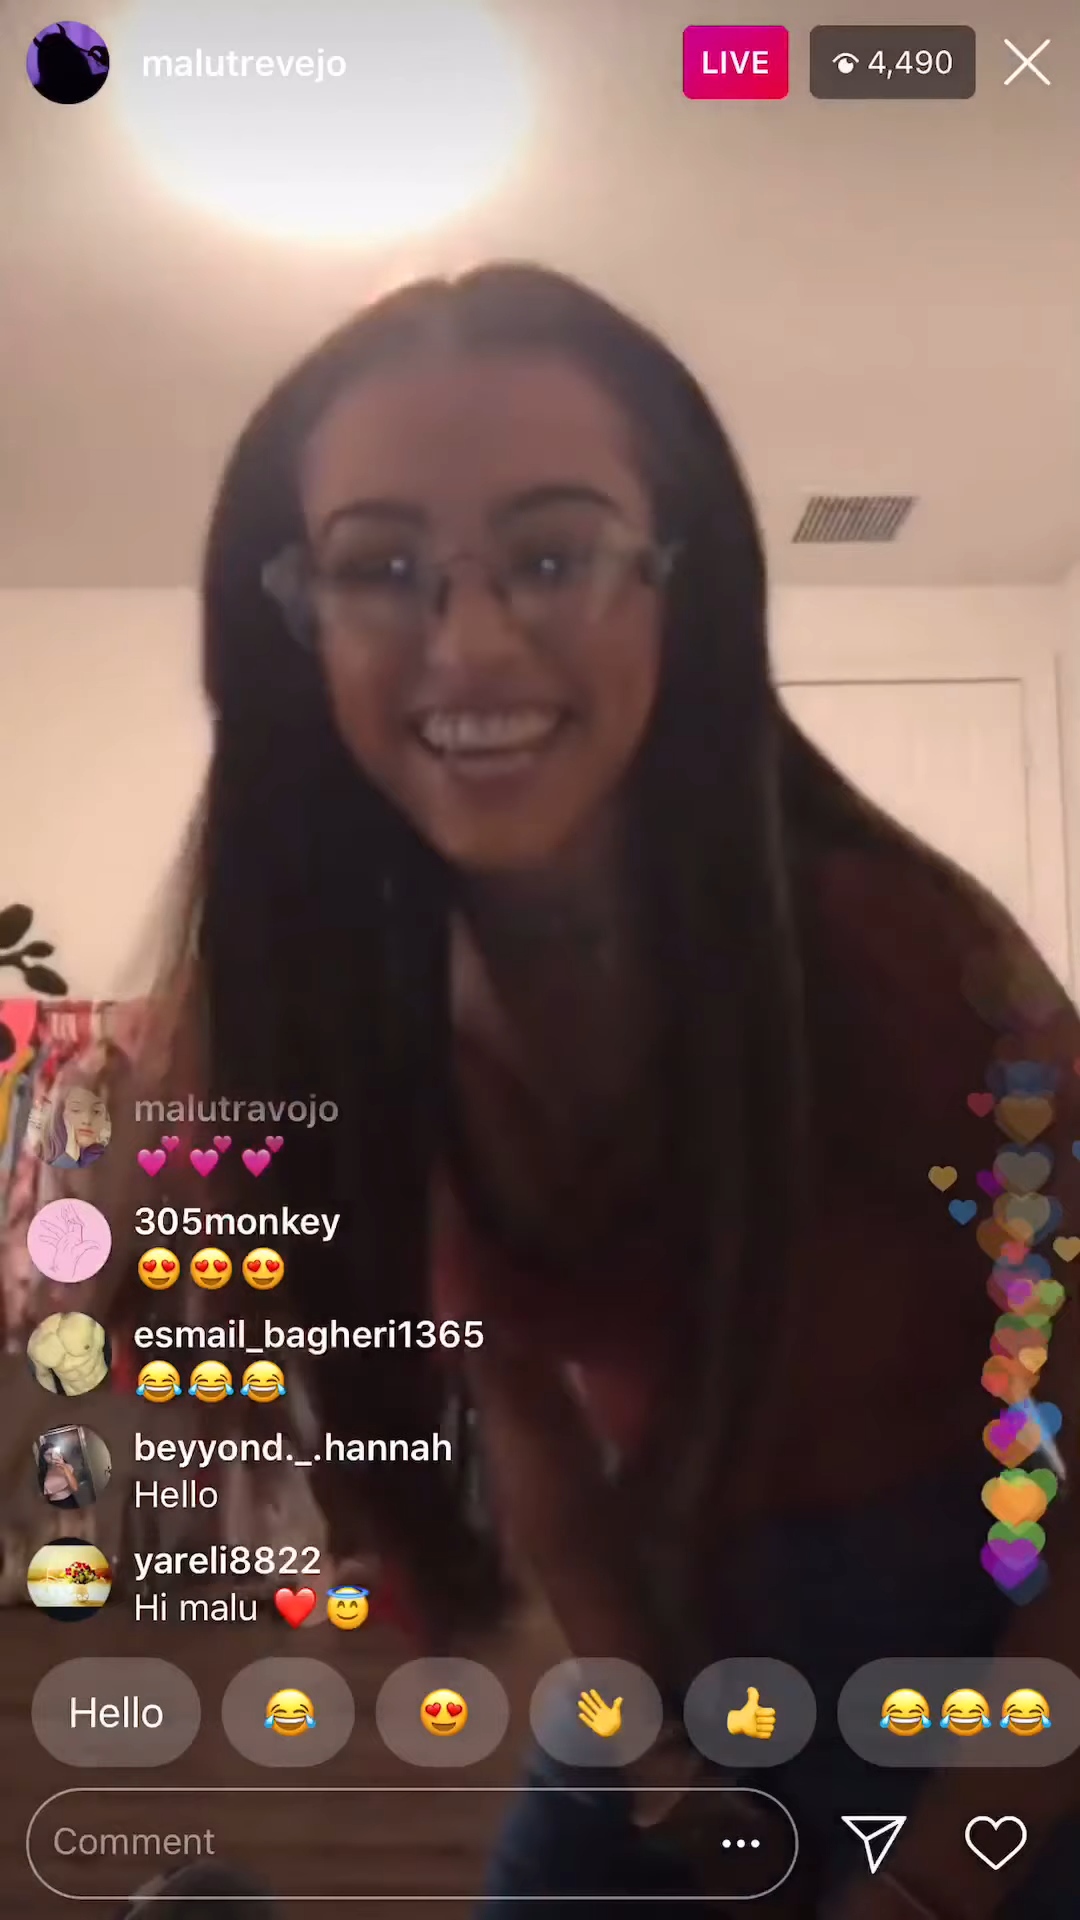 malutrevejo
LIVE
4,490
malutravojo
💕 💕 💕
305monkey
😍 😍 😍
esmail_bagheri1365
😂 😂 😂
beyyond._.hannah
Hello
yareli8822
Hi malu ❤️ 😇
Hello 😂 😍 👋 👍 😂 😂 😂
Comment